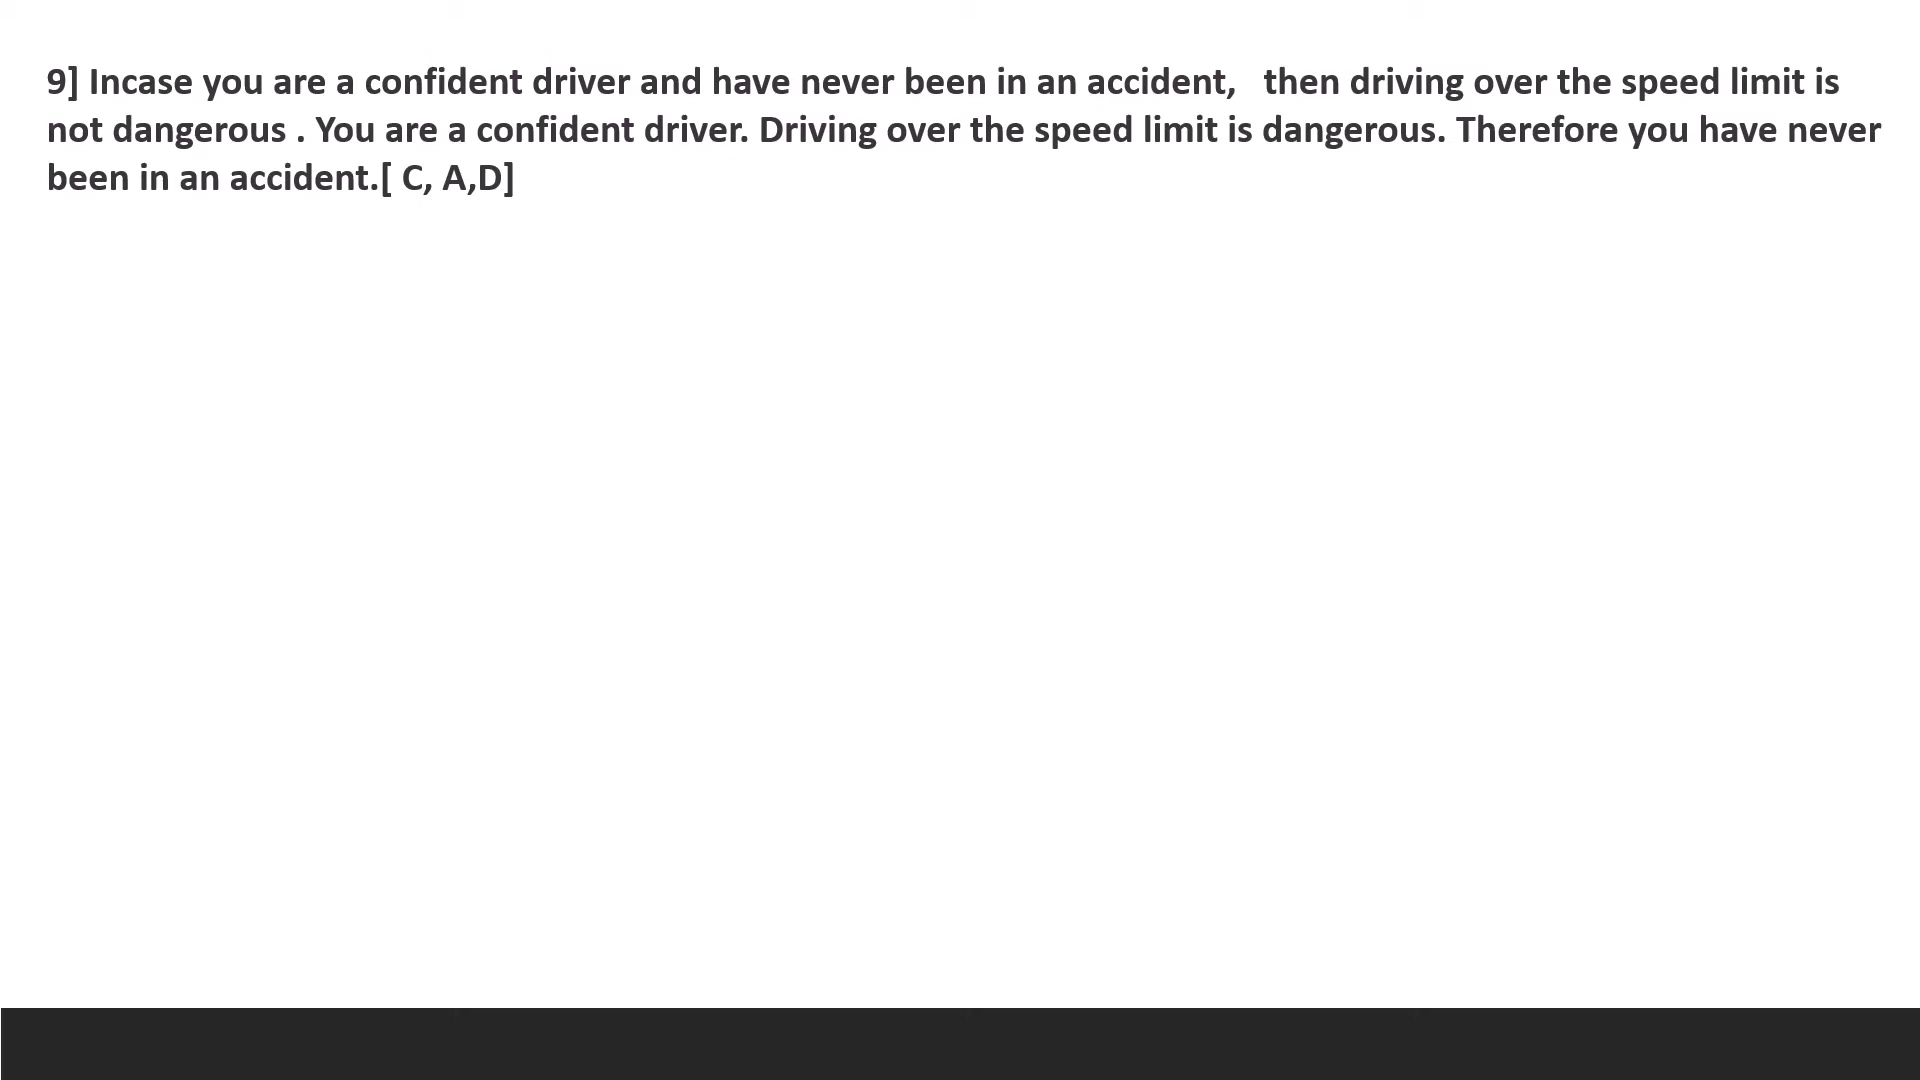 9] Incase you are a confident driver and have never been in an accident,   then driving over the speed limit is
not dangerous . You are a confident driver. Driving over the speed limit is dangerous. Therefore you have never
been in an accident.[ C, A,D]